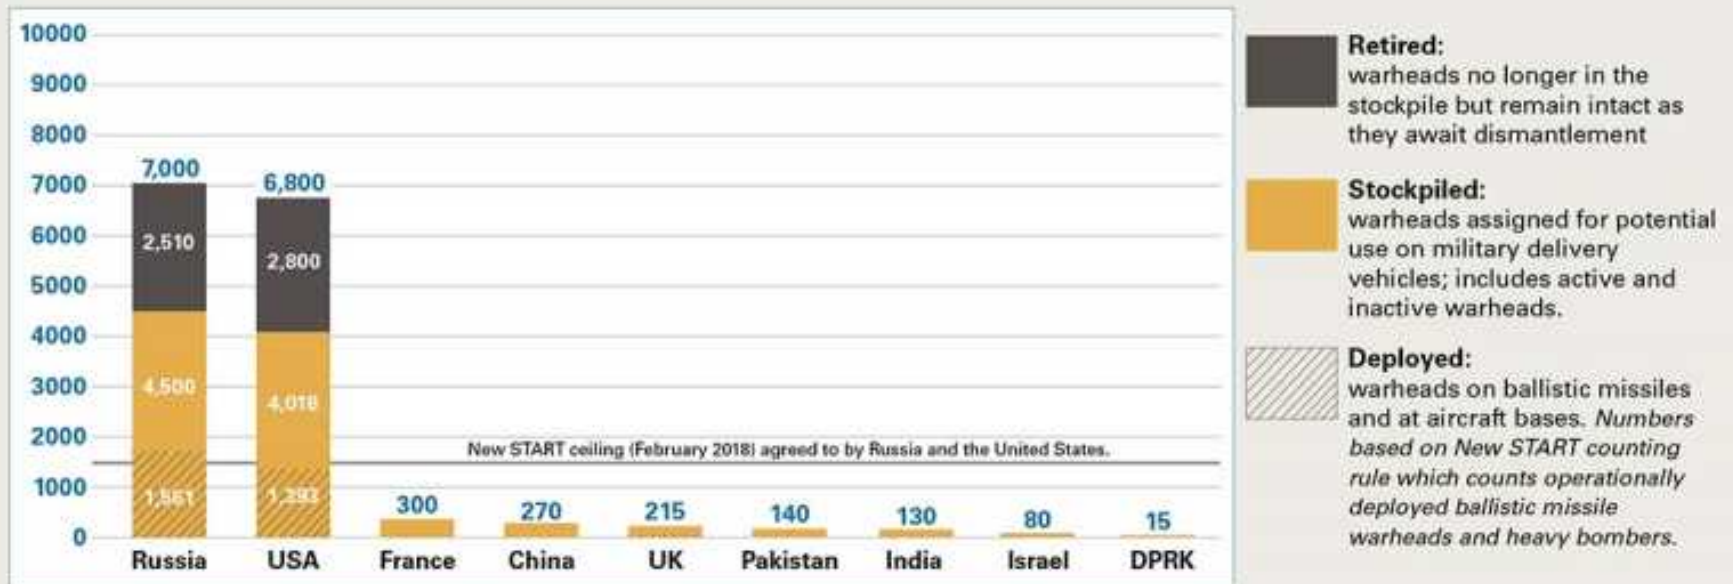 10000
9000
8000
7000
6000
5000
4000
3000
2000
1000
0
7,000
2,510
4,500
1,561
6,800
2,800
4,018
1,393
300
270
215
140
130
80
15
New START ceiling (February 2018) agreed to by Russia and the United States.
Russia
USA
France
China
UK
Pakistan
India
Israel
DPRK
Retired:
warheads no longer in the
stockpile but remain intact as
they await dismantlement
Stockpiled:
warheads assigned for potential
use on military delivery
vehicles; includes active and
inactive warheads.
Deployed:
warheads on ballistic missiles
and at aircraft bases. Numbers
based on New START counting
rule which counts operationally
deployed ballistic missile
warheads and heavy bombers.